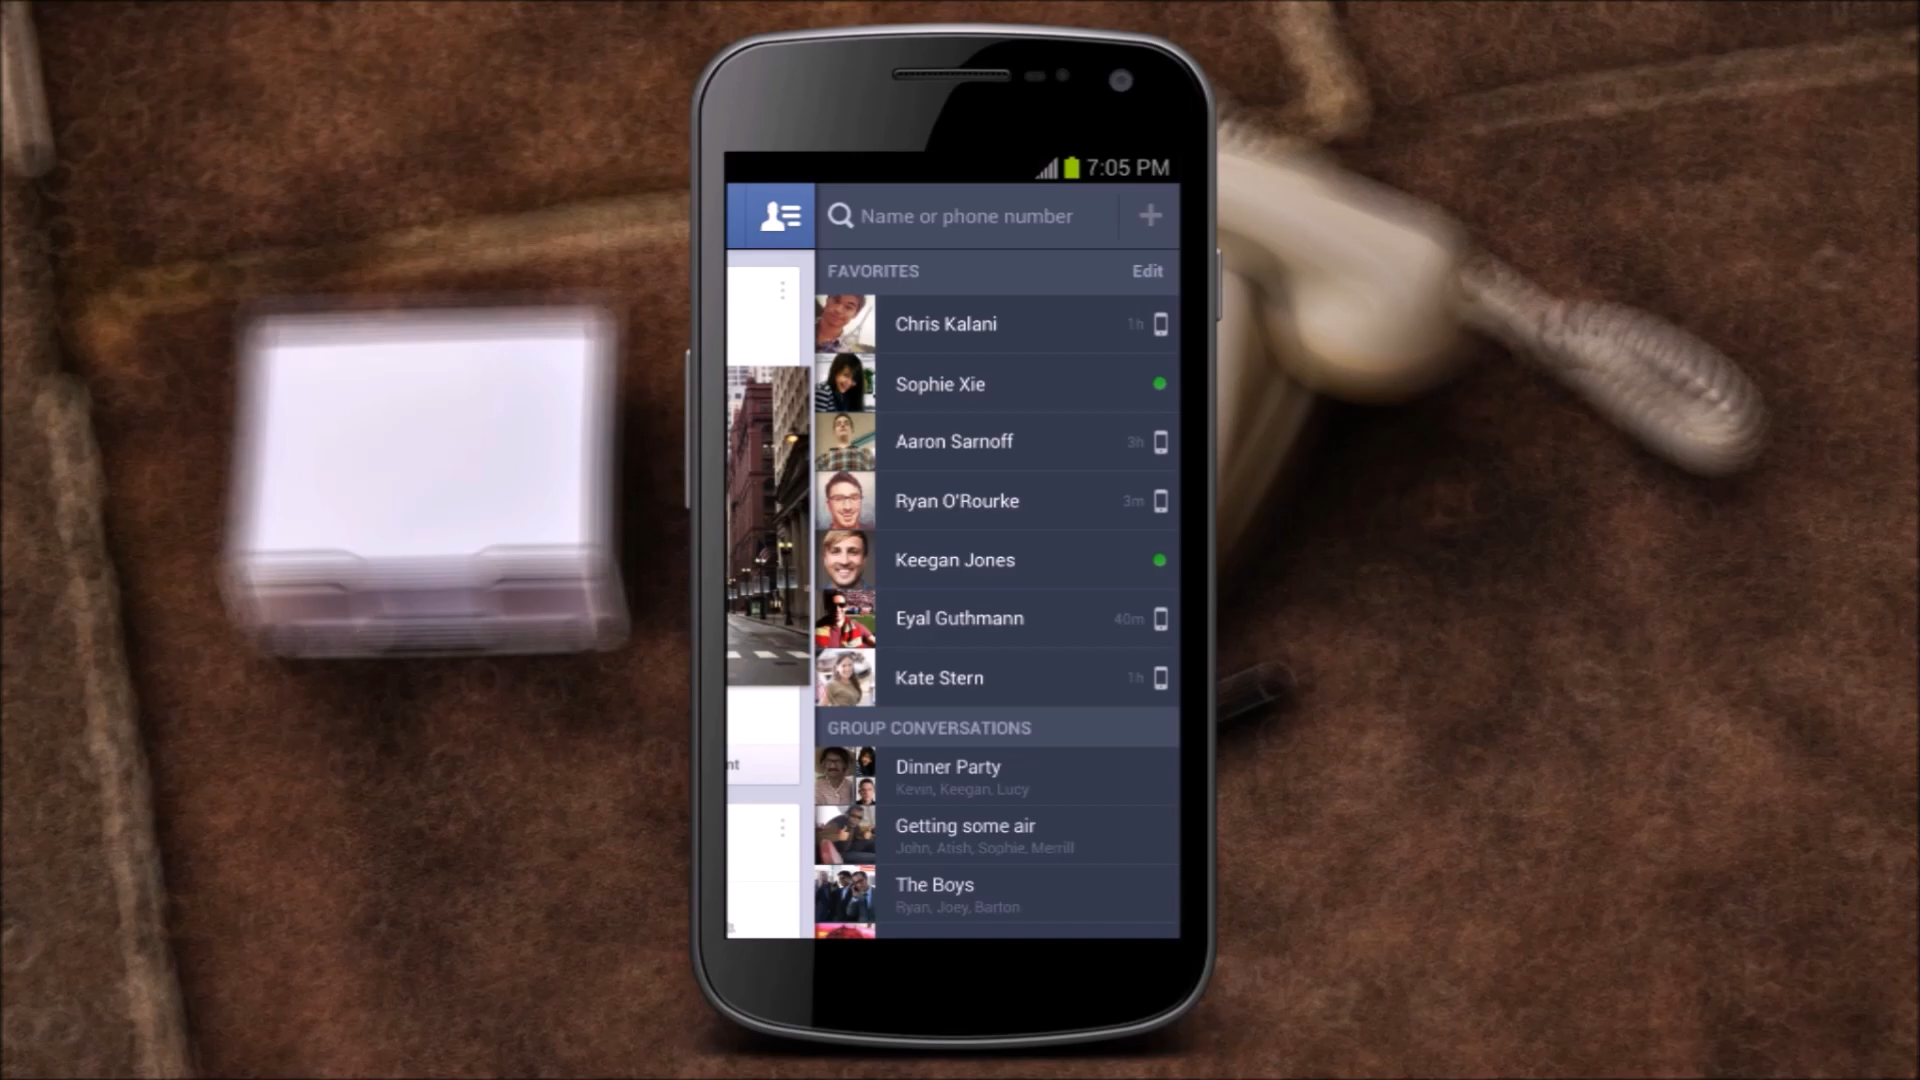 7:05 PM
Name or phone number
FAVORITES Edit
Chris Kalani 1h
Sophie Xie
Aaron Sarnoff 3h
Ryan O'Rourke 3m
Keegan Jones
Eyal Guthmann 40m
Kate Stern 1h
GROUP CONVERSATIONS
Dinner Party
nt
Kevin, Keegan, Lucy
Getting some air
John, Atish, Sophie, Merrill
The Boys
Ryan, Joey, Barton